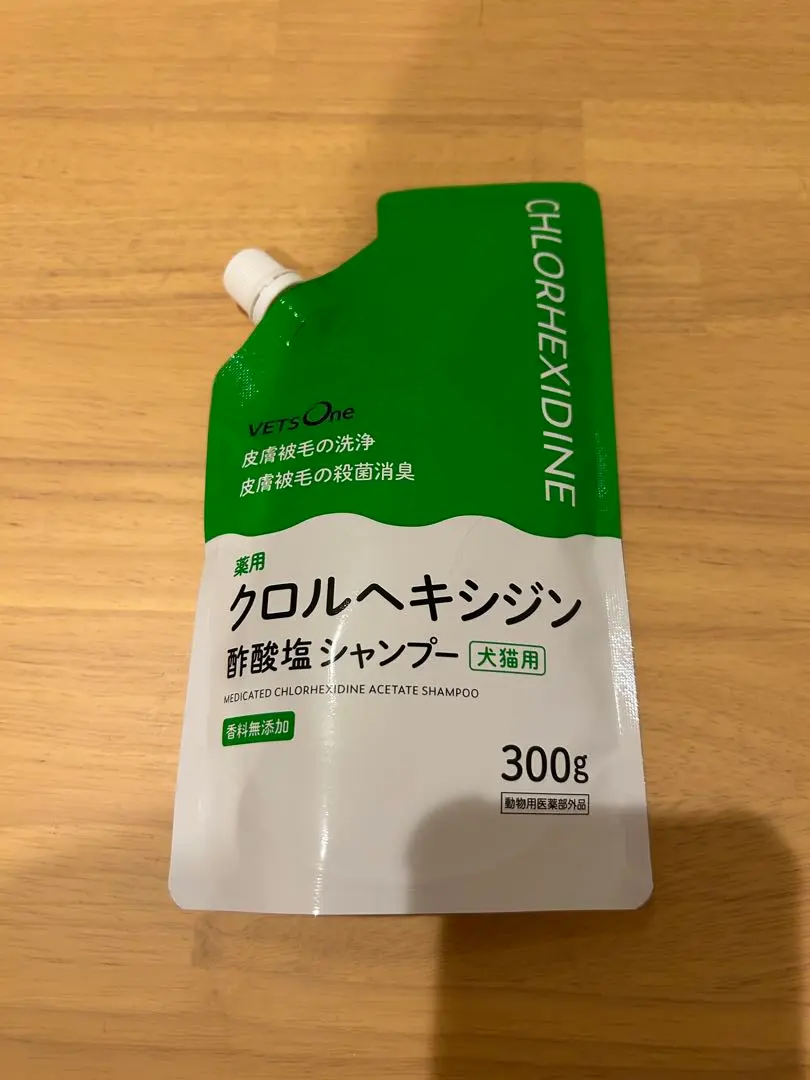 CHLORHEXIDINE
VETSOne
皮膚被毛の洗浄
皮膚被毛の殺菌消臭
薬用
クロルヘキシジン
酢酸塩シャンプー 犬猫用
MEDICATED CHLORHEXIDINE ACETATE SHAMPOO
香料無添加
300g
動物用医薬部外品